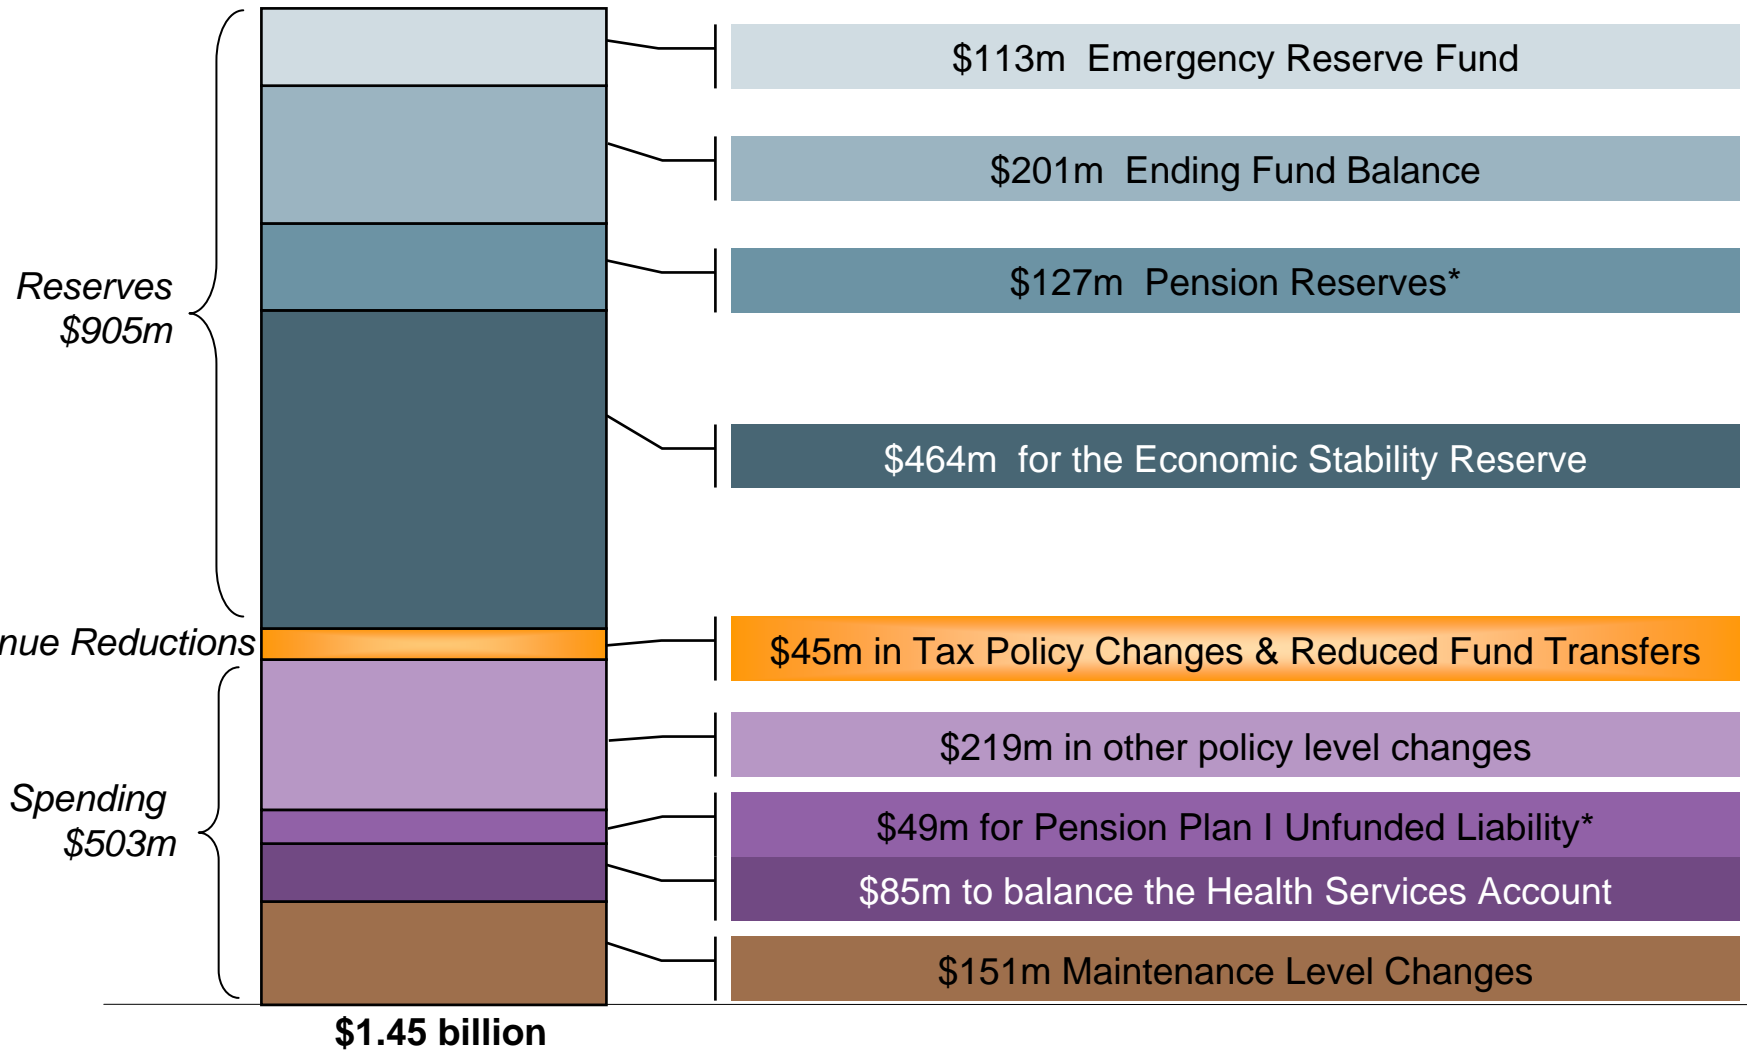 $113m  Emergency Reserve Fund
$201m  Ending Fund Balance
$127m  Pension Reserves*
Reserves
$905m
$464m  for the Economic Stability Reserve
nue Reductions
$45m in Tax Policy Changes & Reduced Fund Transfers
$219m in other policy level changes
Spending
$503m
$49m for Pension Plan I Unfunded Liability*
$85m to balance the Health Services Account
$151m Maintenance Level Changes
$1.45 billion